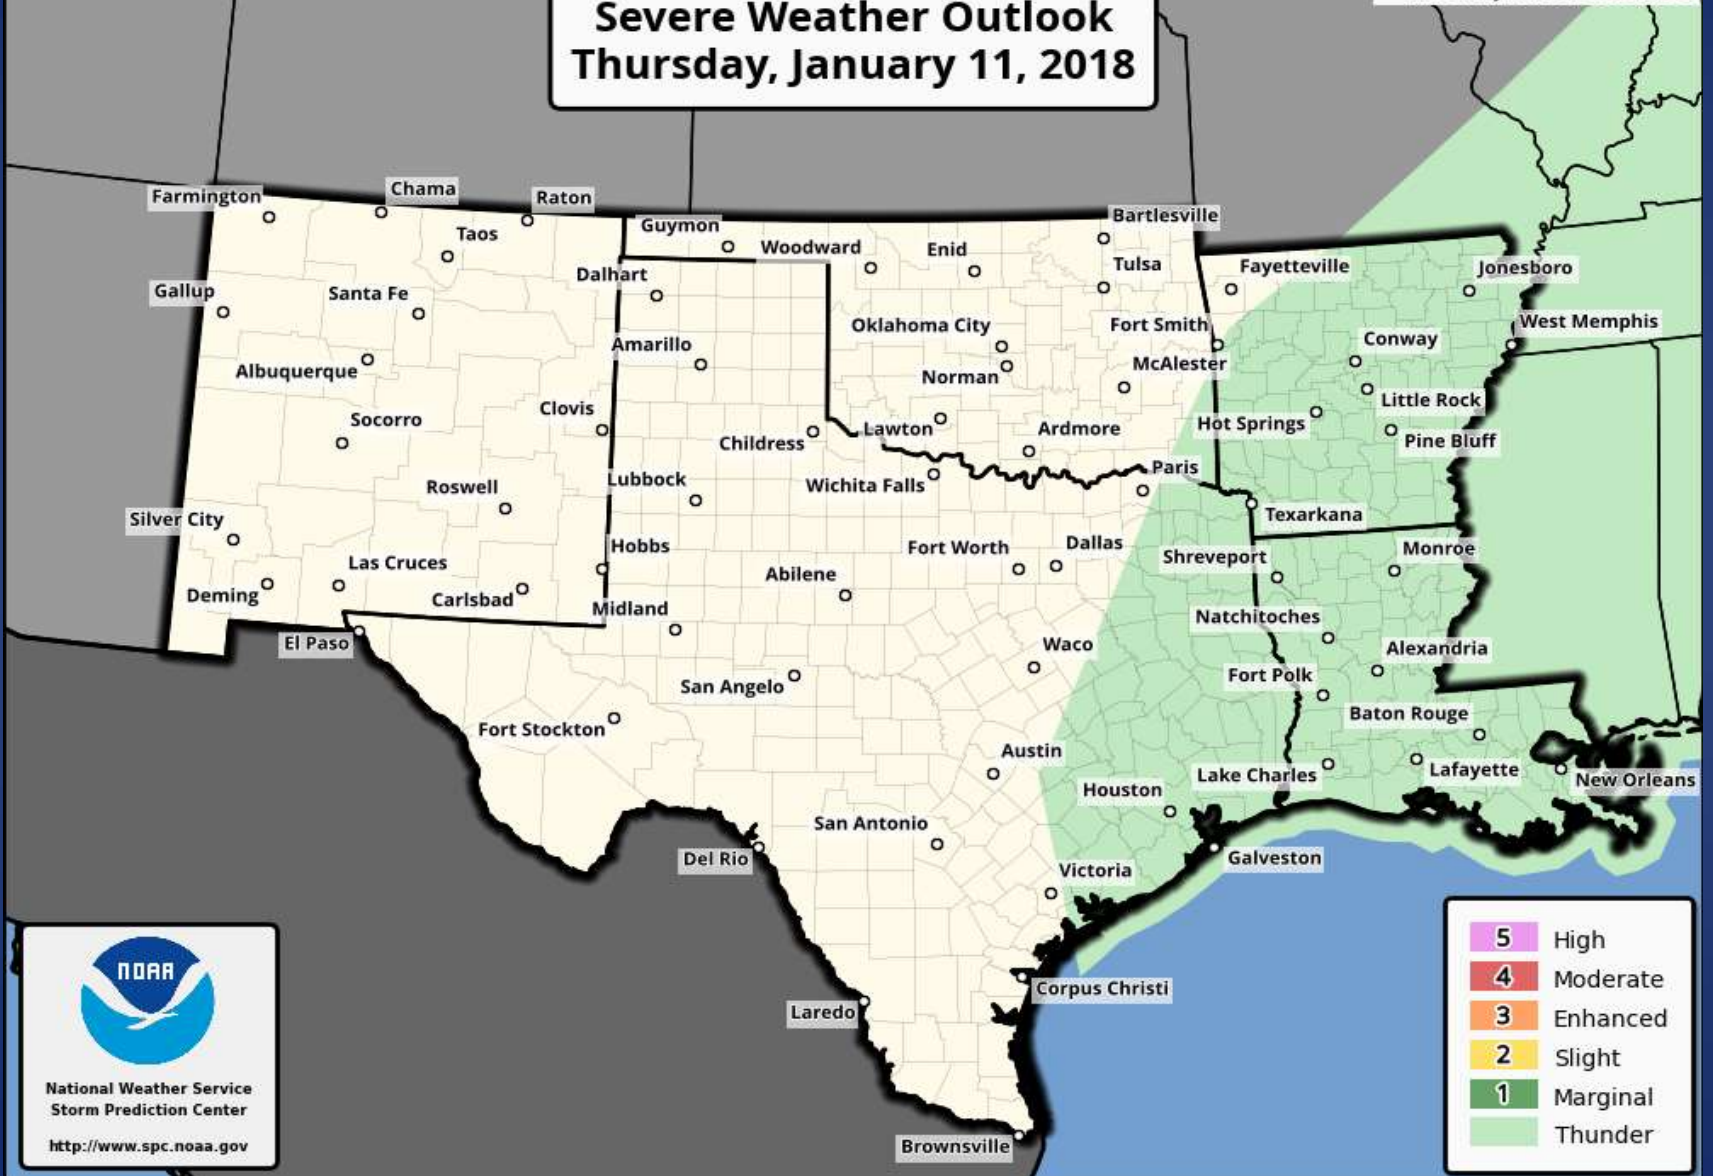 Severe Weather Outlook
Thursday, January 11, 2018
Farmington
Chama
Raton
Taos
Guymon
Woodward
Enid
Bartlesville
Tulsa
Fayetteville
Jonesboro
Gallup
Santa Fe
Dalhart
Oklahoma City
Fort Smith
West Memphis
Albuquerque
Amarillo
Norman
McAlester
Conway
Little Rock
Socorro
Clovis
Childress
Lawton
Ardmore
Hot Springs
Pine Bluff
Roswell
Lubbock
Wichita Falls
Paris
Silver City
Hobbs
Fort Worth
Dallas
Texarkana
Shreveport
Monroe
Deming
Las Cruces
Carlsbad
Midland
Abilene
Natchitoches
El Paso
San Angelo
Waco
Alexandria
Fort Polk
Fort Stockton
Austin
Baton Rouge
Houston
Lake Charles
Lafayette
New Orleans
San Antonio
Del Rio
Victoria
Galveston
Laredo
Corpus Christi
Brownsville
NOAA
National Weather Service
Storm Prediction Center
http://www.spc.noaa.gov
5 High
4 Moderate
3 Enhanced
2 Slight
1 Marginal
Thunder